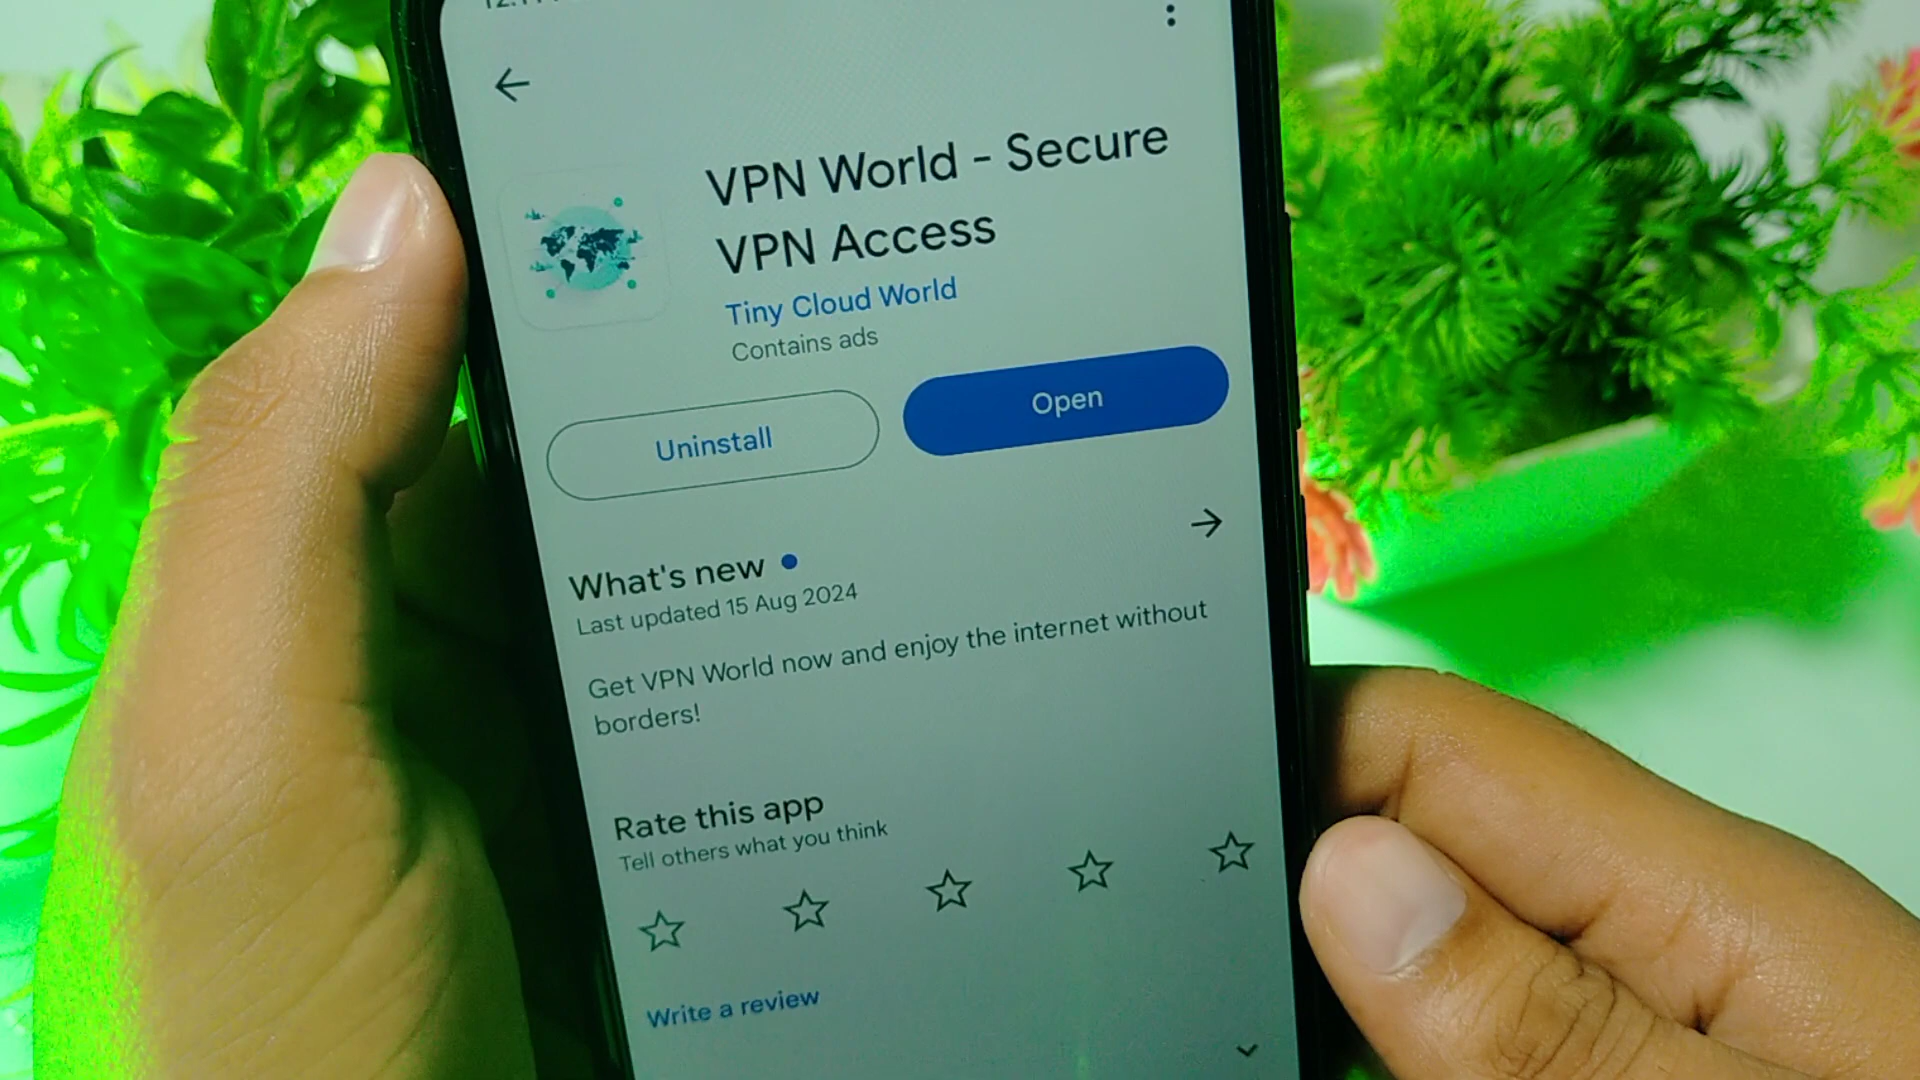 VPN World - Secure
VPN Access
Tiny Cloud World
Contains ads
Uninstall
Open
What's new
Last updated 15 Aug 2024
Get VPN World now and enjoy the internet without
borders!
Rate this app
Tell others what you think
Write a review